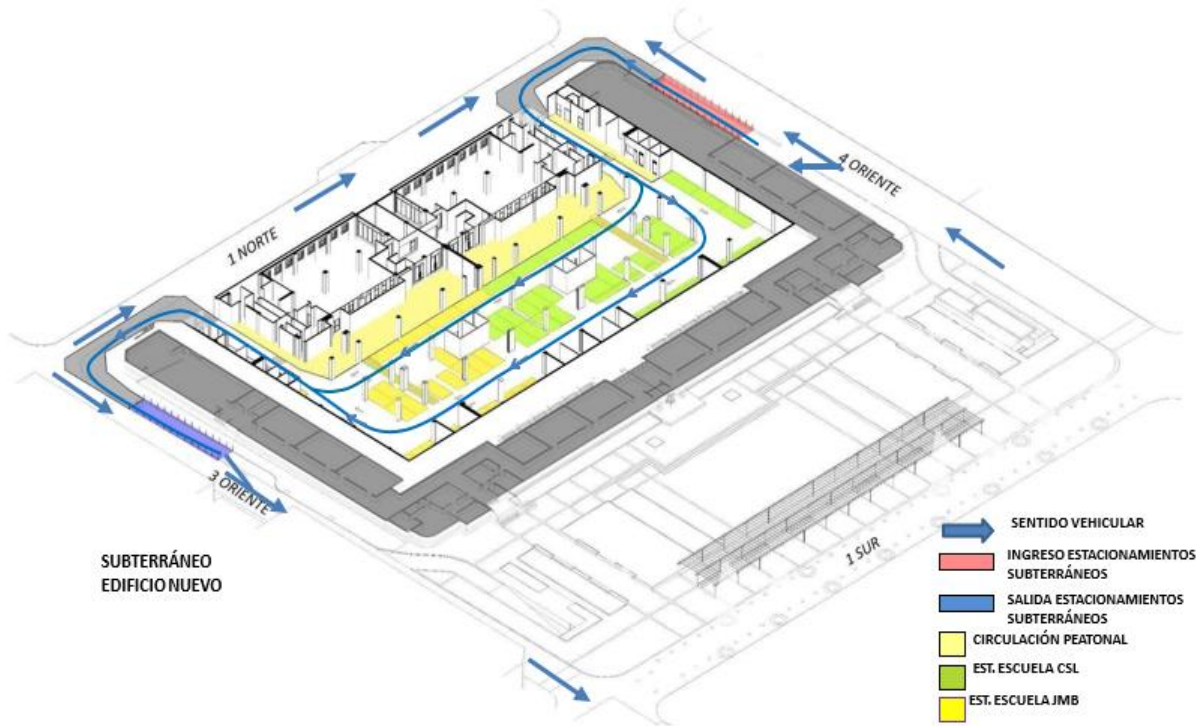 4 ORIENTE
1 NORTE
3 ORIENTE
1 SUR
SUBTERRÁNEO
EDIFICIO NUEVO
SENTIDO VEHICULAR
INGRESO ESTACIONAMIENTOS
SUBTERRÁNEOS
SALIDA ESTACIONAMIENTOS
SUBTERRÁNEOS
CIRCULACIÓN PEATONAL
EST. ESCUELA CSL
EST. ESCUELA JMB